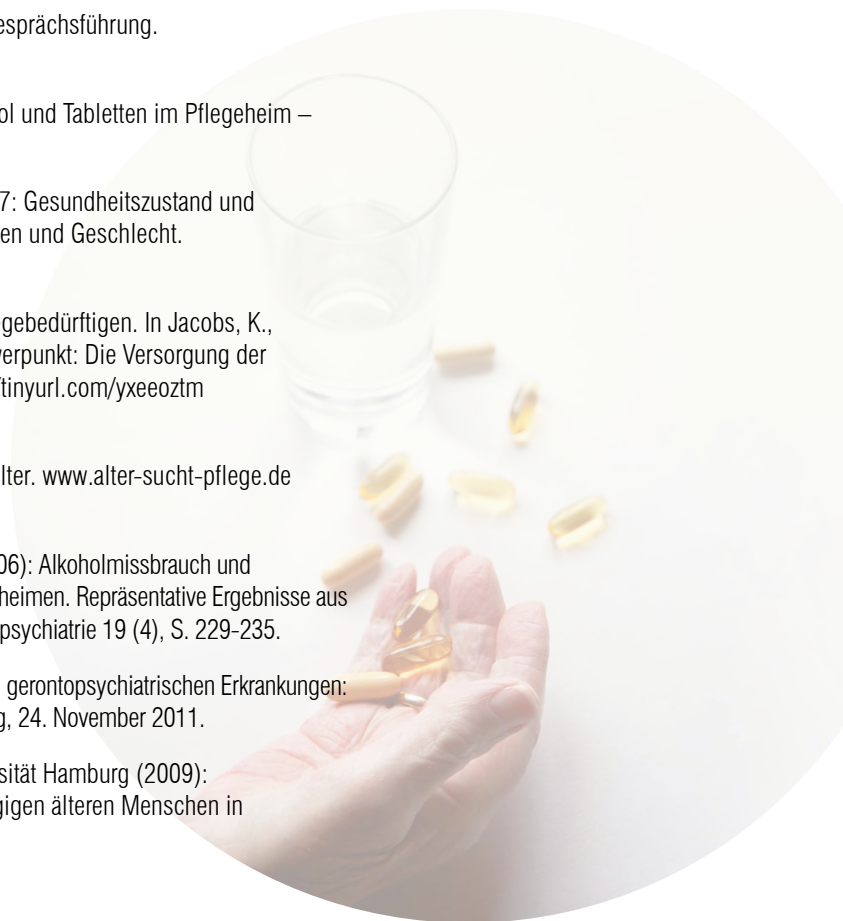 esprächsführung.
ol und Tabletten im Pflegeheim –
7: Gesundheitszustand und
en und Geschlecht.
gebedürftigen. In Jacobs, K.,
erpunkt: Die Versorgung der
tinyurl.com/yxeeoztm
lter. www.alter-sucht-pflege.de
06): Alkoholmissbrauch und
heimen. Repräsentative Ergebnisse aus
psychiatrie 19 (4), S. 229-235.
gerontopsychiatrischen Erkrankungen:
g, 24. November 2011.
sität Hamburg (2009):
gigen älteren Menschen in